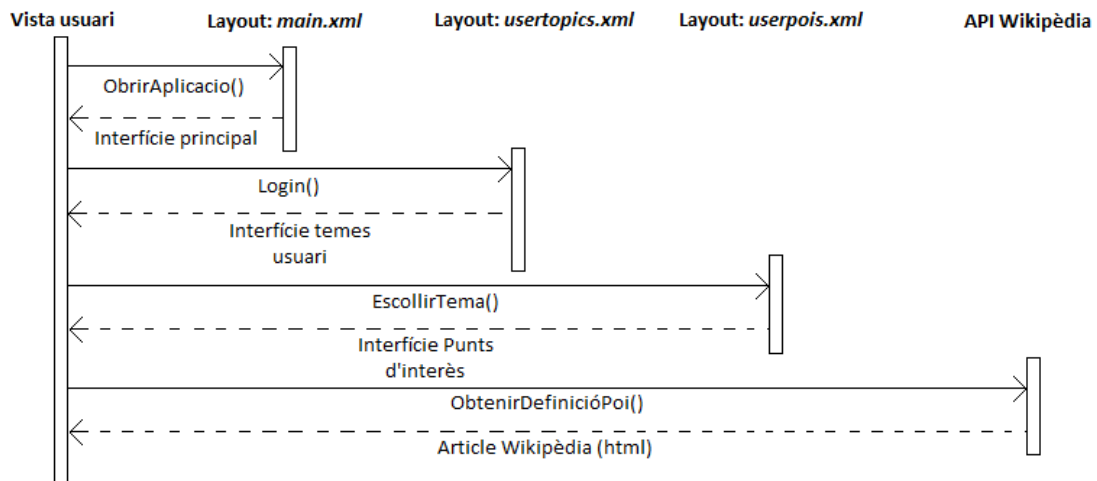 Vista usuari Layout: main.xml Layout: usertopics.xml Layout: userpois.xml API Wikipèdia
ObrirAplicacio()
Interfície principal
Login()
Interfície temes
usuari
EscollirTema()
Interfície Punts
d'interès
ObtenirDefinicióPoi()
Article Wikipèdia (html)